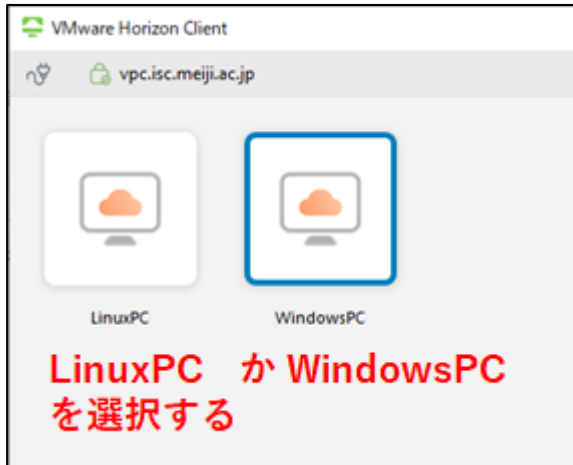 VMware Horizon Client
vpc.isc.meiji.ac.jp
LinuxPC WindowsPC
LinuxPC か WindowsPC
を選択する